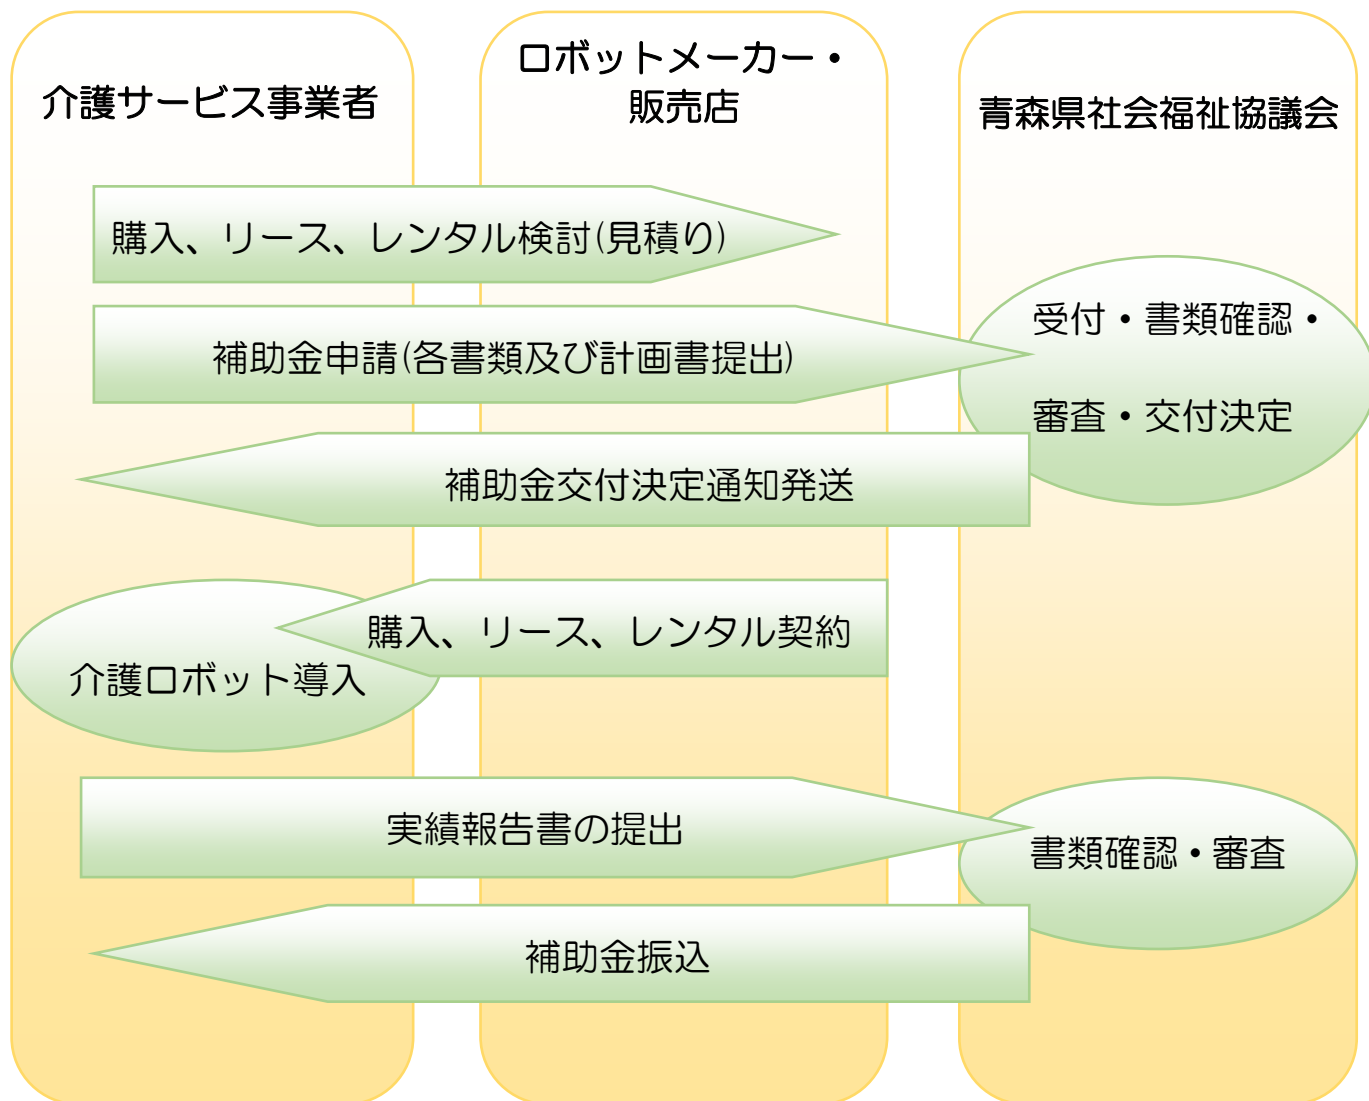 介護サービス事業者
ロボットメーカー・
販売店
青森県社会福祉協議会
購入、リース、レンタル検討(見積り)
補助金申請(各書類及び計画書提出)
受付・書類確認・
審査・交付決定
補助金交付決定通知発送
購入、リース、レンタル契約
介護ロボット導入
実績報告書の提出
書類確認・審査
補助金振込